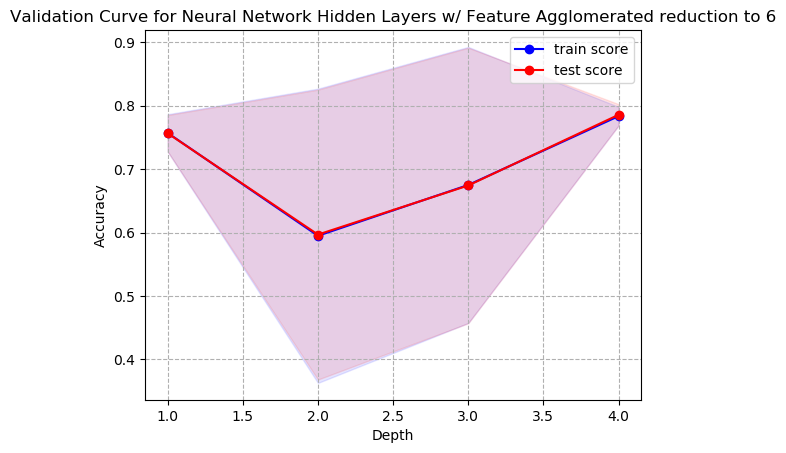 Validation Curve for Neural Network Hidden Layers w/ Feature Agglomerated reduction to 6
train score
test score
0.9
0.8
0.7
0.6
0.5
0.4
Accuracy
1.0 1.5 2.0 2.5 3.0 3.5 4.0
Depth